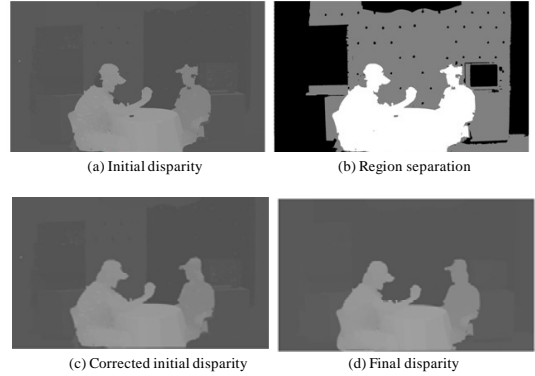 (a) Initial disparity
(b) Region separation
(c) Corrected initial disparity
(d) Final disparity